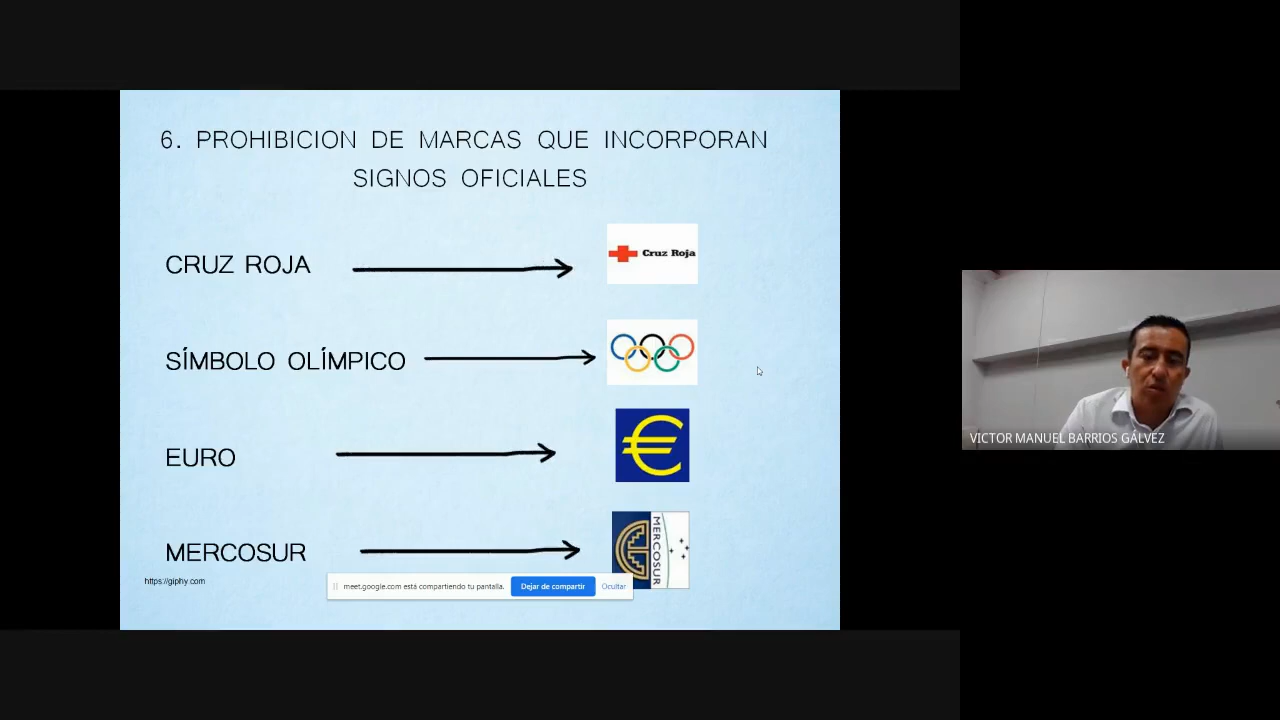 6. PROHIBICION DE MARCAS QUE INCORPORAN
SIGNOS OFICIALES
CRUZ ROJA
Cruz Roja
SÍMBOLO OLÍMPICO
EURO
€
MERCOSUR
MERCOSUR
https://giphy.com
meet.google.com está compartiendo tu pantalla.
Dejar de compartir
Ocultar
VICTOR MANUEL BARRIOS GÁLVEZ